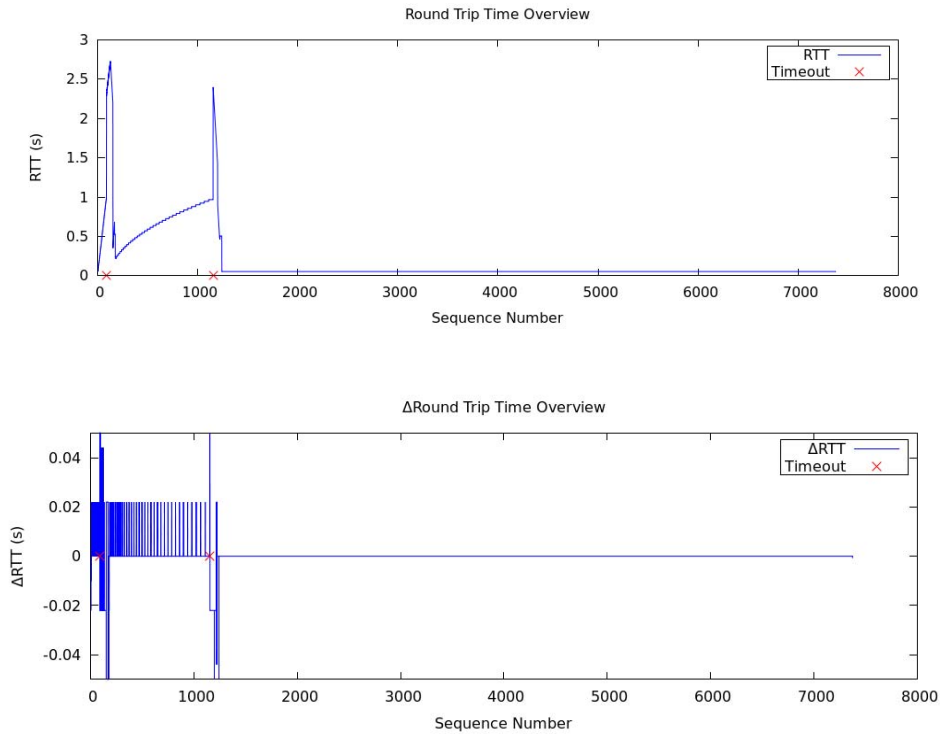 Round Trip Time Overview
3
2.5
2
1.5
1
0.5
0
RTT (s)
RTT
Timeout
0 1000 2000 3000 4000 5000 6000 7000 8000
Sequence Number
ΔRound Trip Time Overview
0.04
0.02
0
-0.02
-0.04
ΔRTT (s)
ΔRTT
Timeout
0 1000 2000 3000 4000 5000 6000 7000 8000
Sequence Number